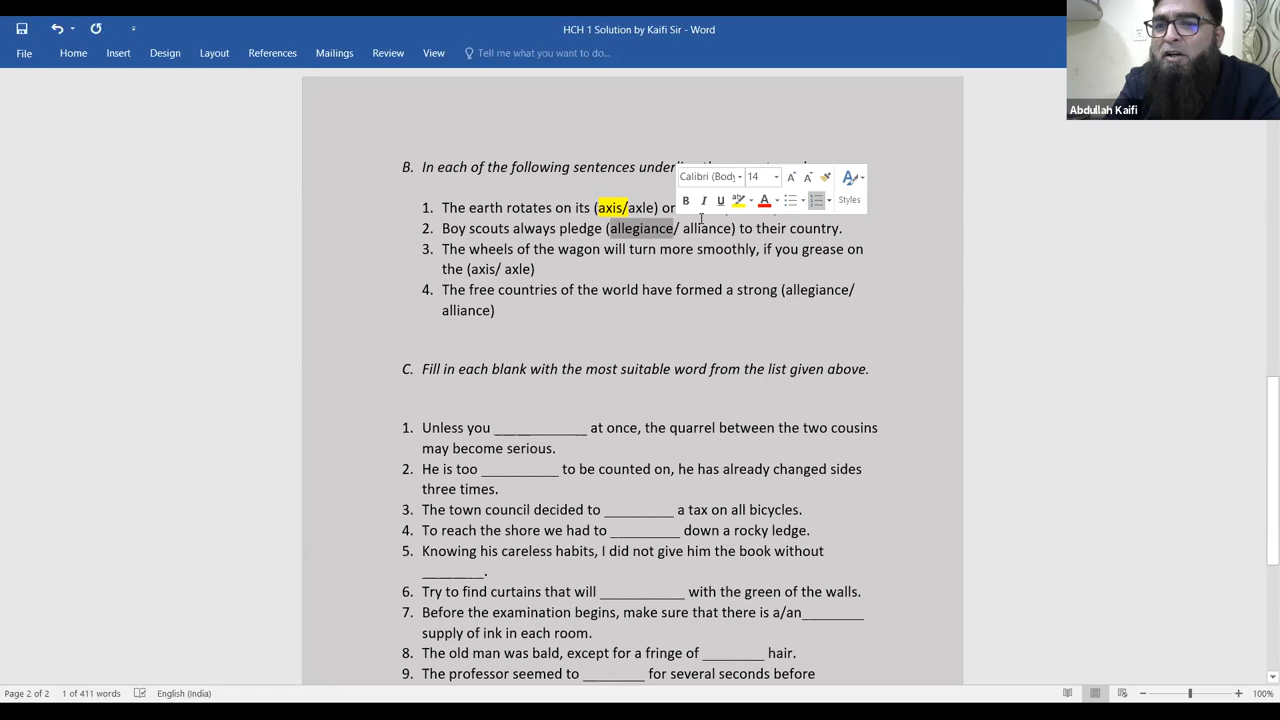 HCH 1 Solution by Kaifi Sir - Word
File Home Insert Design Layout References Mailings Review View Tell me what you want to do...
Abdullah Kaifi
B. In each of the following sentences
Calibri (Body 14
B I U Styles
1. The earth rotates on its (axis/axle)
2. Boy scouts always pledge (allegiance/ alliance) to their country.
3. The wheels of the wagon will turn more smoothly, if you grease on
the (axis/ axle)
4. The free countries of the world have formed a strong (allegiance/
alliance)
C. Fill in each blank with the most suitable word from the list given above.
1. Unless you ____________ at once, the quarrel between the two cousins
may become serious.
2. He is too __________ to be counted on, he has already changed sides
three times.
3. The town council decided to _________ a tax on all bicycles.
4. To reach the shore we had to _________ down a rocky ledge.
5. Knowing his careless habits, I did not give him the book without
________.
6. Try to find curtains that will ___________ with the green of the walls.
7. Before the examination begins, make sure that there is a/an________
supply of ink in each room.
8. The old man was bald, except for a fringe of ________ hair.
9. The professor seemed to ________ for several seconds before
Page 2 of 2 1 of 411 words English (India) 100%